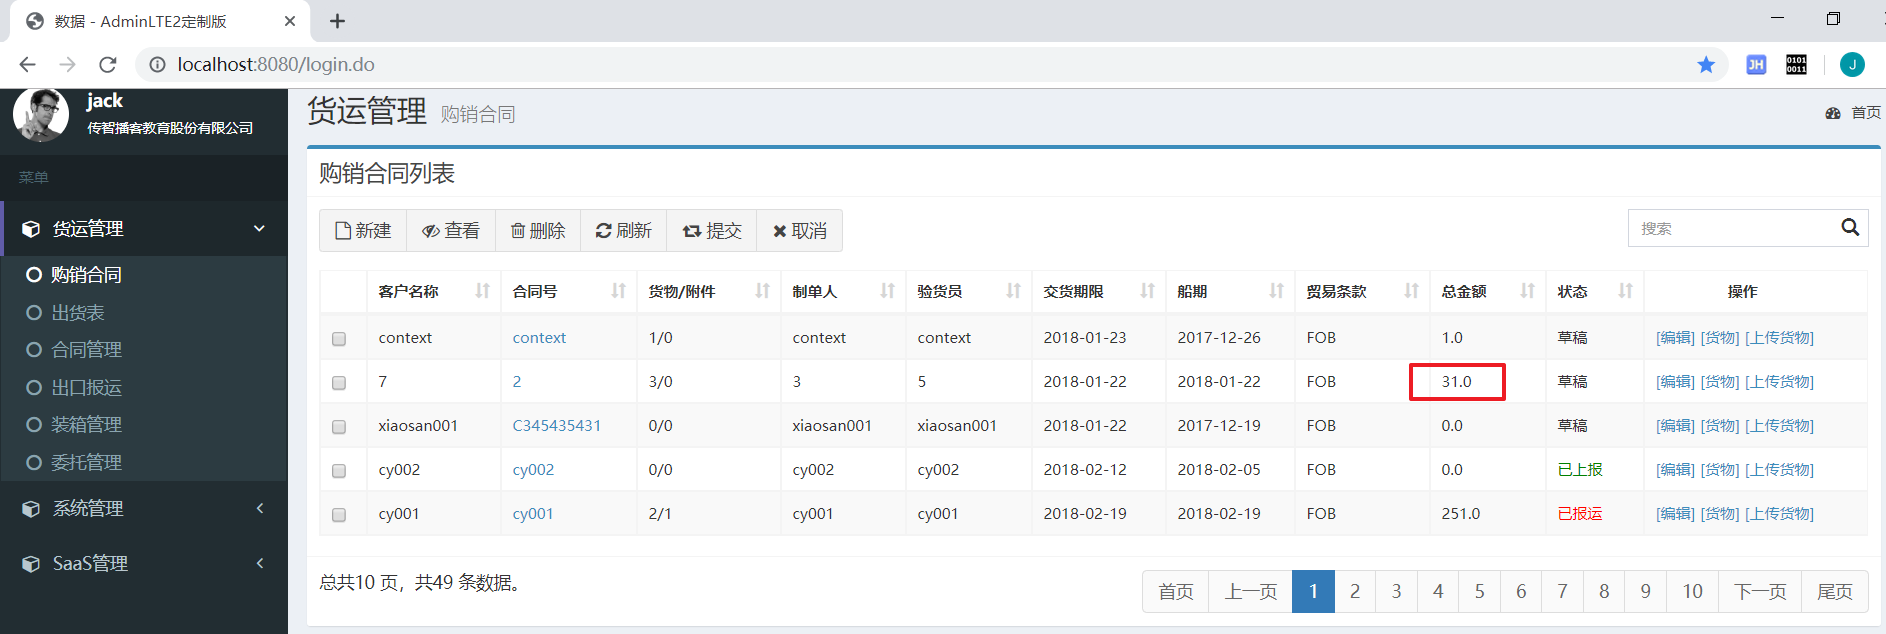 数据 - AdminLTE2定制版
localhost:8080/login.do
JH
0101
0011
J
jack
传智播客教育股份有限公司
菜单
货运管理
购销合同
出货表
合同管理
出口报运
装箱管理
委托管理
系统管理
SaaS管理
货运管理 购销合同
首页
购销合同列表
新建 查看 删除 刷新 提交 取消
搜索
客户名称 合同号 货物/附件 制单人 验货员 交货期限 船期 贸易条款 总金额 状态 操作
context context 1/0 context context 2018-01-23 2017-12-26 FOB 1.0 草稿 [编辑] [货物] [上传货物]
7 2 3/0 3 5 2018-01-22 2018-01-22 FOB 31.0 草稿 [编辑] [货物] [上传货物]
xiaosan001 C345435431 0/0 xiaosan001 xiaosan001 2018-01-22 2017-12-19 FOB 0.0 草稿 [编辑] [货物] [上传货物]
cy002 cy002 0/0 cy002 cy002 2018-02-12 2018-02-05 FOB 0.0 已上报 [编辑] [货物] [上传货物]
cy001 cy001 2/1 cy001 cy001 2018-02-19 2018-02-19 FOB 251.0 已报运 [编辑] [货物] [上传货物]
总共10 页，共49 条数据。
首页 上一页 1 2 3 4 5 6 7 8 9 10 下一页 尾页